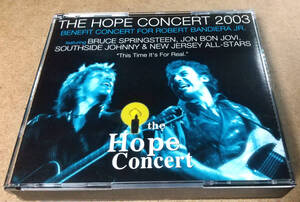 THE HOPE CONCERT 2003
BENEFIT CONCERT FOR ROBERT BANDIERA JR.
featuring BRUCE SPRINGSTEEN, JON BON JOVI,
SOUTHSIDE JOHNNY & NEW JERSEY ALL-STARS
"This Time It's For Real."
the
Hope
Concert